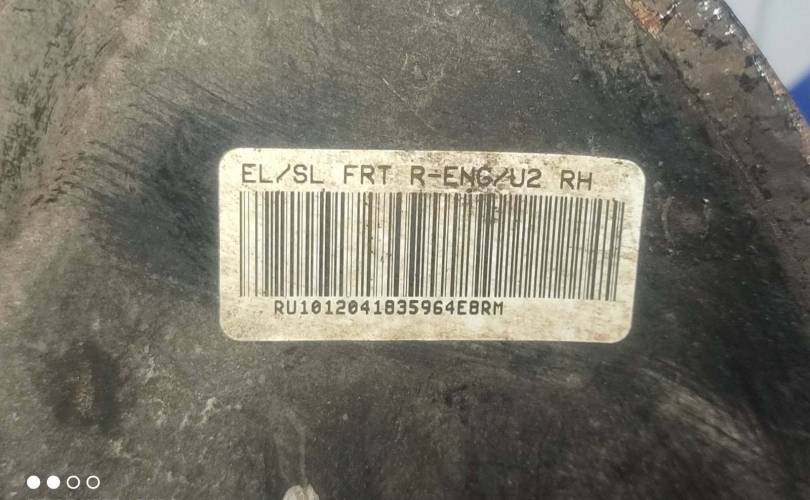 EL/SL FRT R-ENG/U2 RH
RU1012041835964E8RM